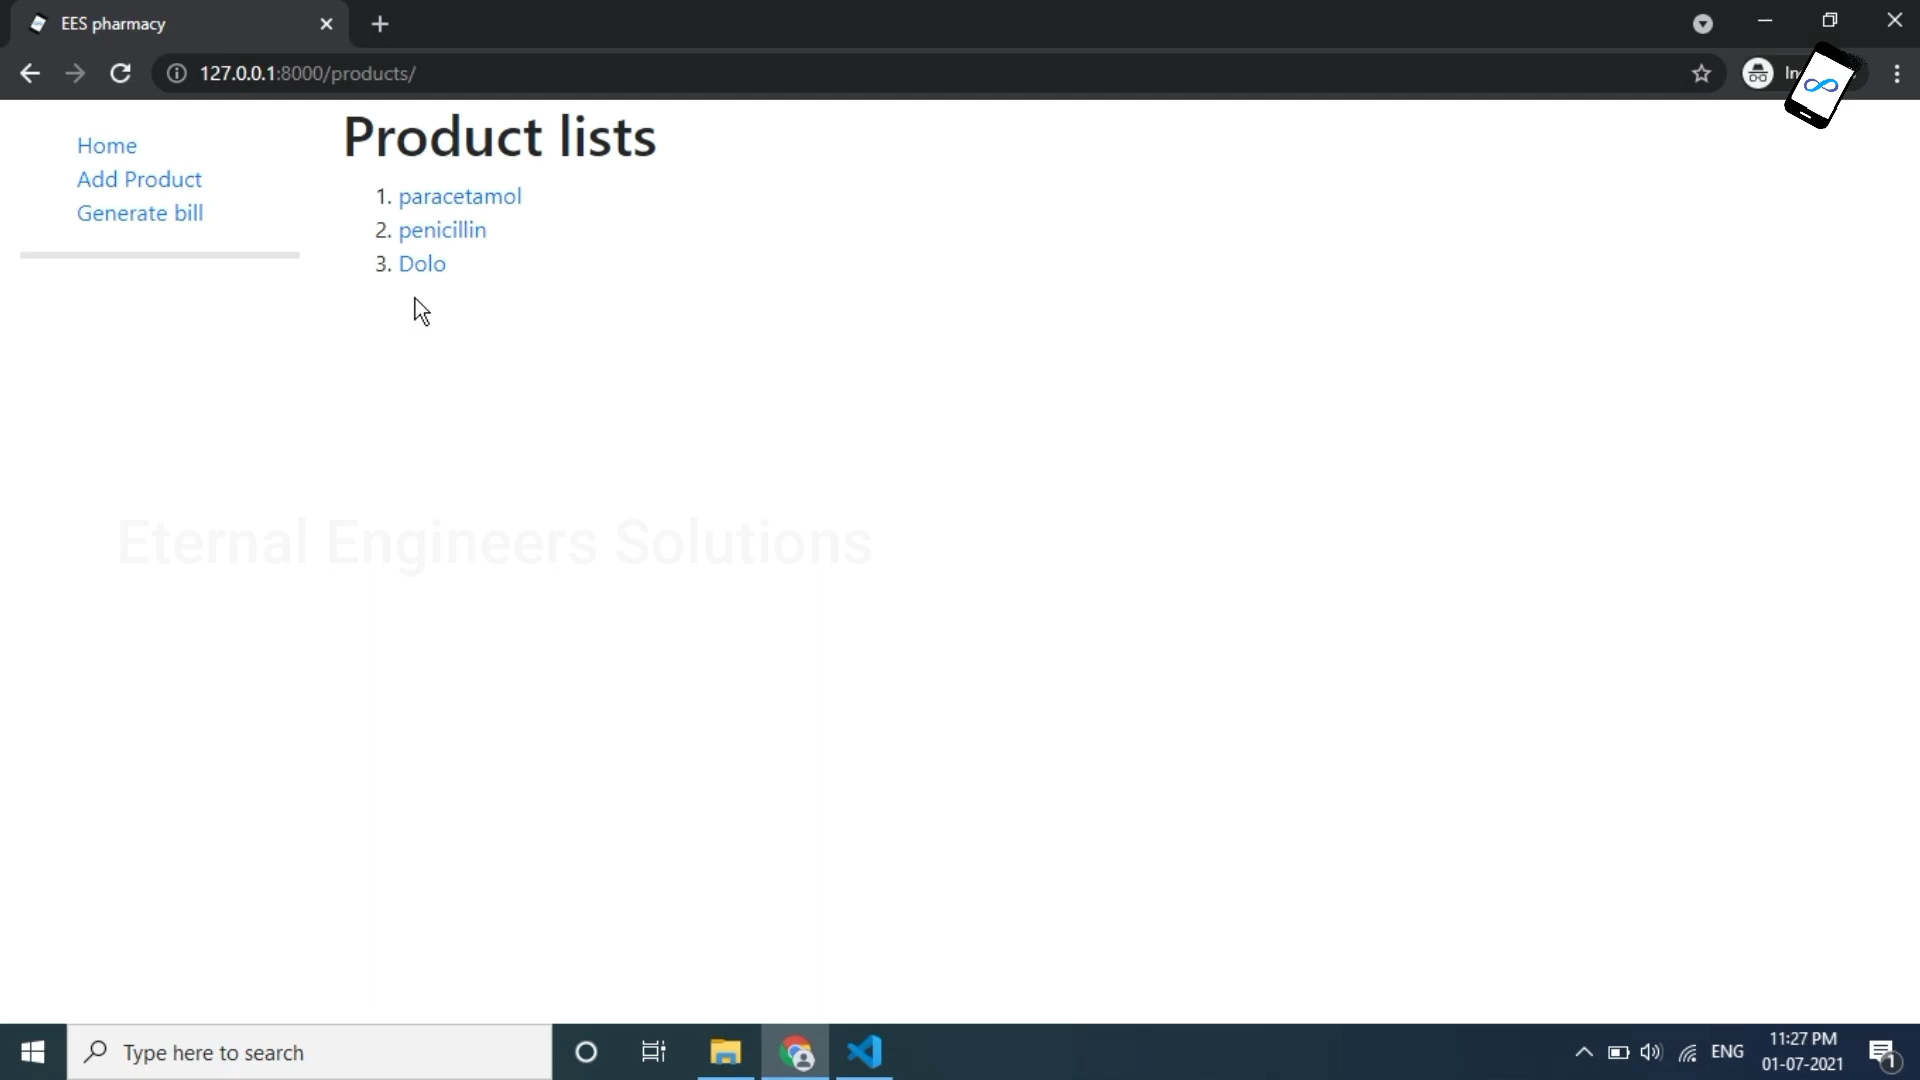 EES pharmacy
127.0.0.1:8000/products/
Home
Add Product
Generate bill
Product lists
1. paracetamol
2. penicillin
3. Dolo
Eternal Engineers Solutions
Type here to search
ENG
11:27 PM
01-07-2021
1